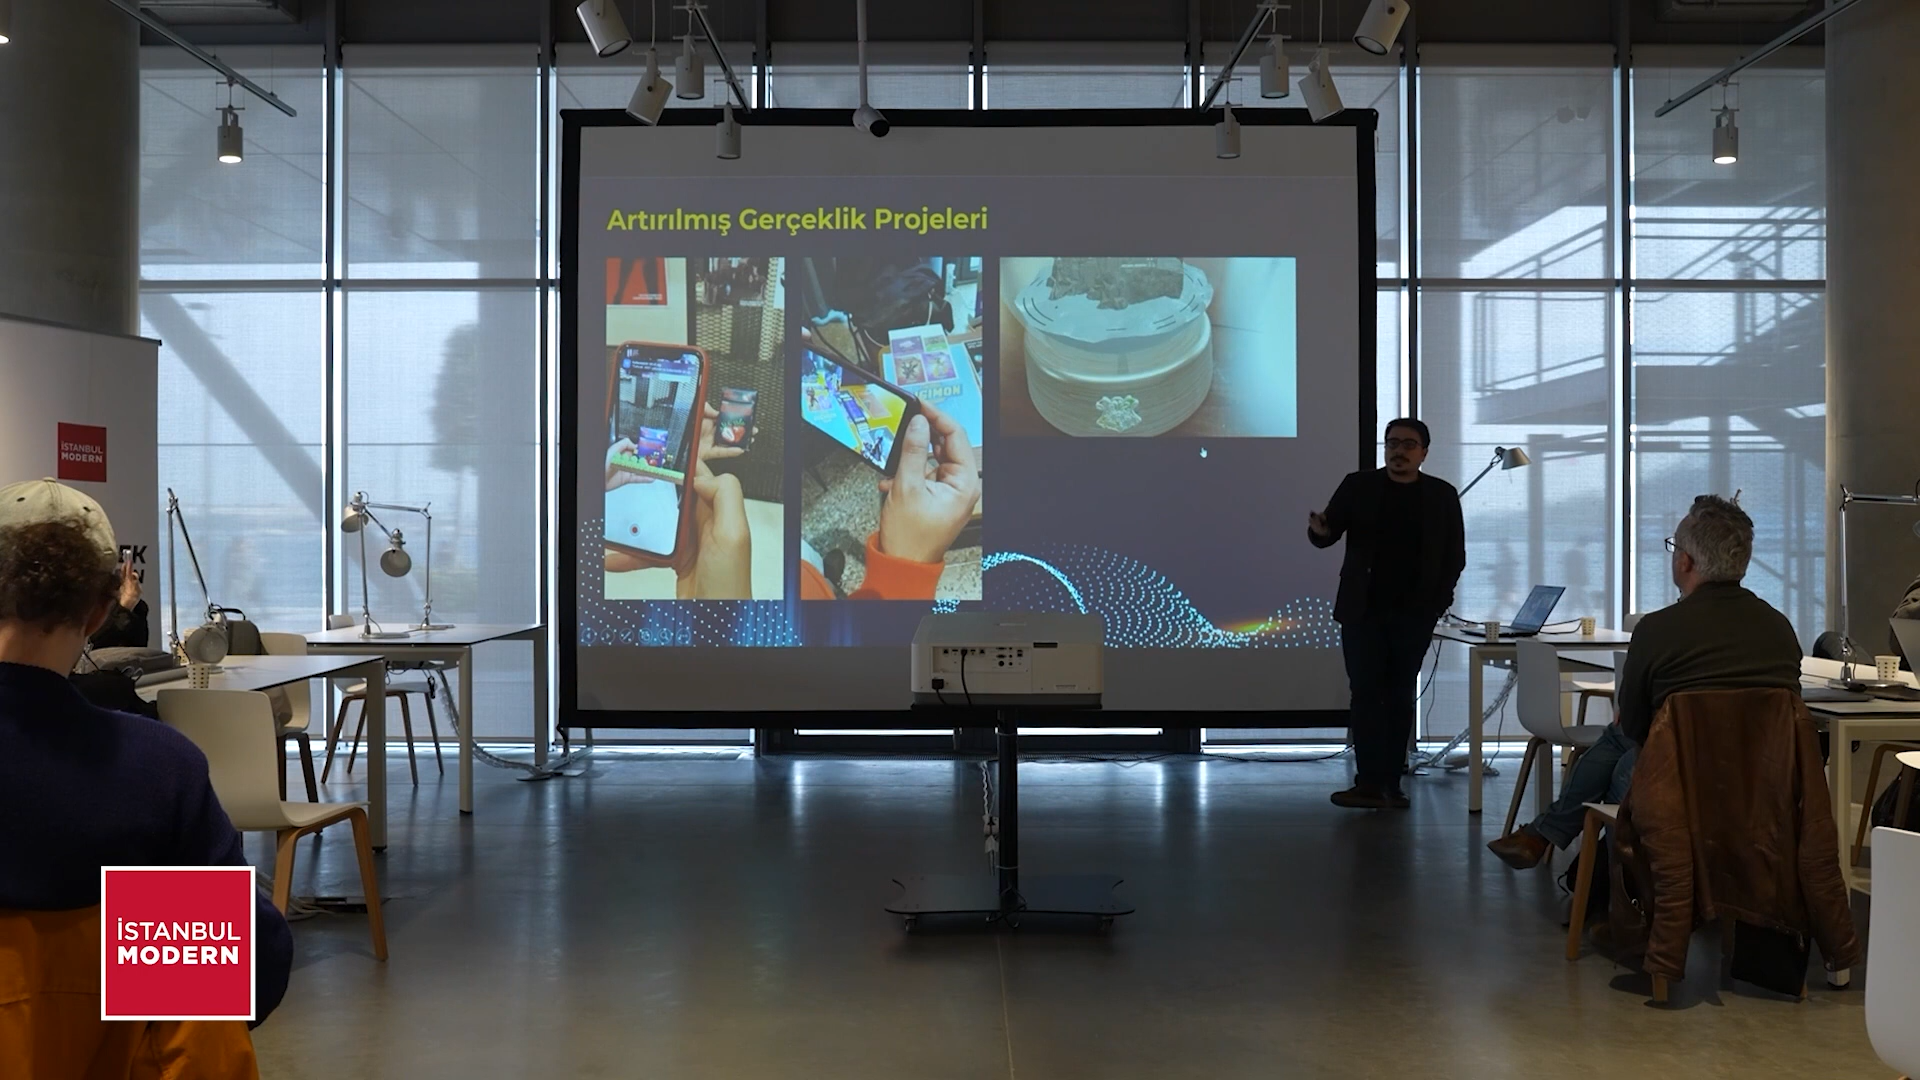 Artırılmış Gerçeklik Projeleri
İSTANBUL
MODERN
İSTANBUL
MODERN